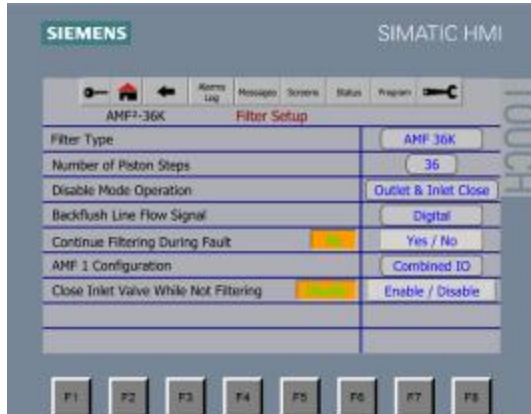 SIEMENS
SIMATIC HMI
Alarms Log
Messages
Screens
Status
Program
AMF²-36K
Filter Setup
Filter Type
AMF 36K
Number of Piston Steps
36
Disable Mode Operation
Outlet & Inlet Close
Backflush Line Flow Signal
Digital
Continue Filtering During Fault
Yes / No
AMF 1 Configuration
Combined IO
Close Inlet Valve While Not Filtering
Enable / Disable
TOUCH
F1
F2
F3
F4
F5
F6
F7
F8